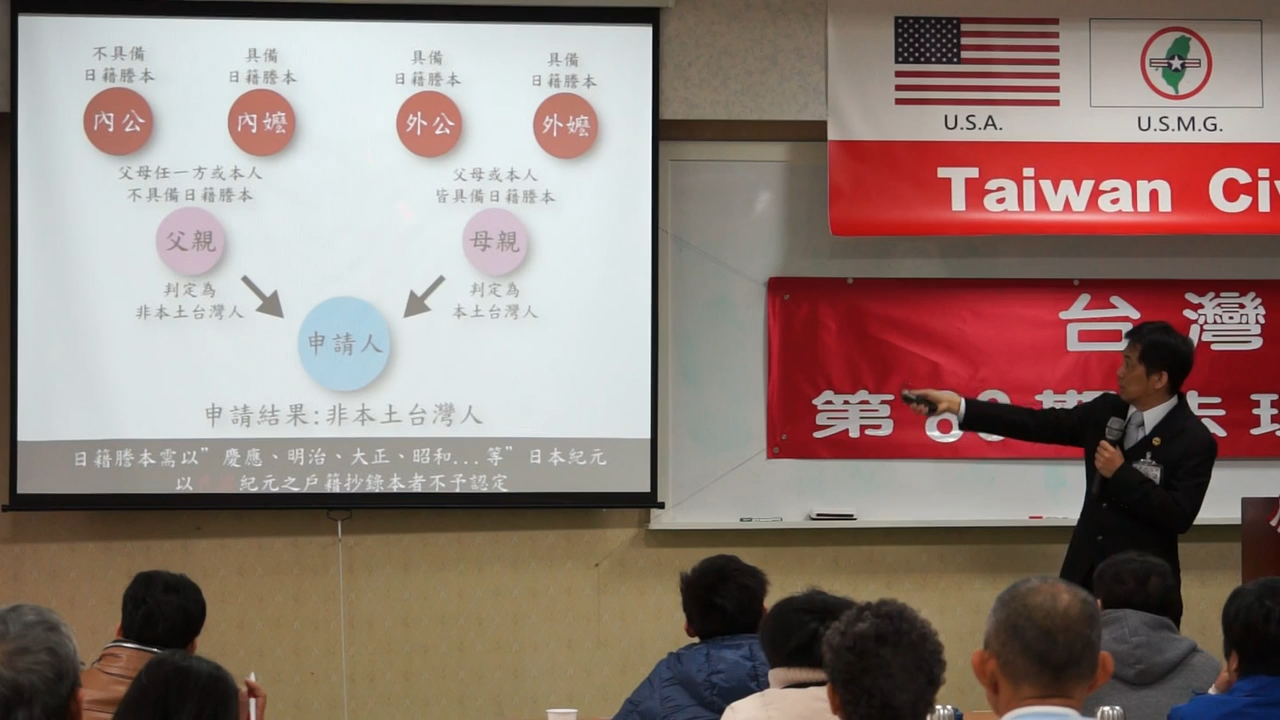 不具備
日籍謄本
具備
日籍謄本
具備
日籍謄本
具備
日籍謄本
內公
內嬤
外公
外嬤
父母任一方或本人
不具備日籍謄本
父母或本人
皆具備日籍謄本
父親
母親
判定為
非本土台灣人
判定為
本土台灣人
申請人
申請結果:非本土台灣人
日籍謄本需以"慶應、明治、大正、昭和...等"日本紀元
以 紀元之戶籍抄錄本者不予認定
U.S.A.
U.S.M.G.
Taiwan Ci
台灣
第80期卡